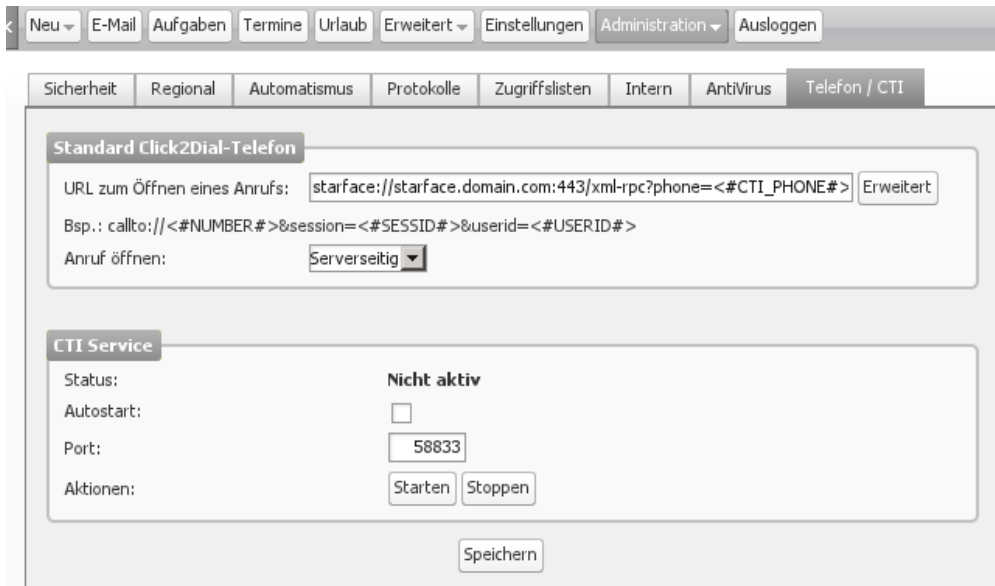 Neu E-Mail Aufgaben Termine Urlaub Erweitert Einstellungen Administration Ausloggen
Sicherheit Regional Automatismus Protokolle Zugriffslisten Intern AntiVirus Telefon / CTI
Standard Click2Dial-Telefon
URL zum Öffnen eines Anrufs: starface://starface.domain.com:443/xml-rpc?phone=<#CTI_PHONE#> Erweitert
Bsp.: callto://<#NUMBER#>&session=<#SESSID#>&userid=<#USERID#>
Anruf öffnen: Serverseitig
CTI Service
Status: Nicht aktiv
Autostart:
Port: 58833
Aktionen: Starten Stoppen
Speichern